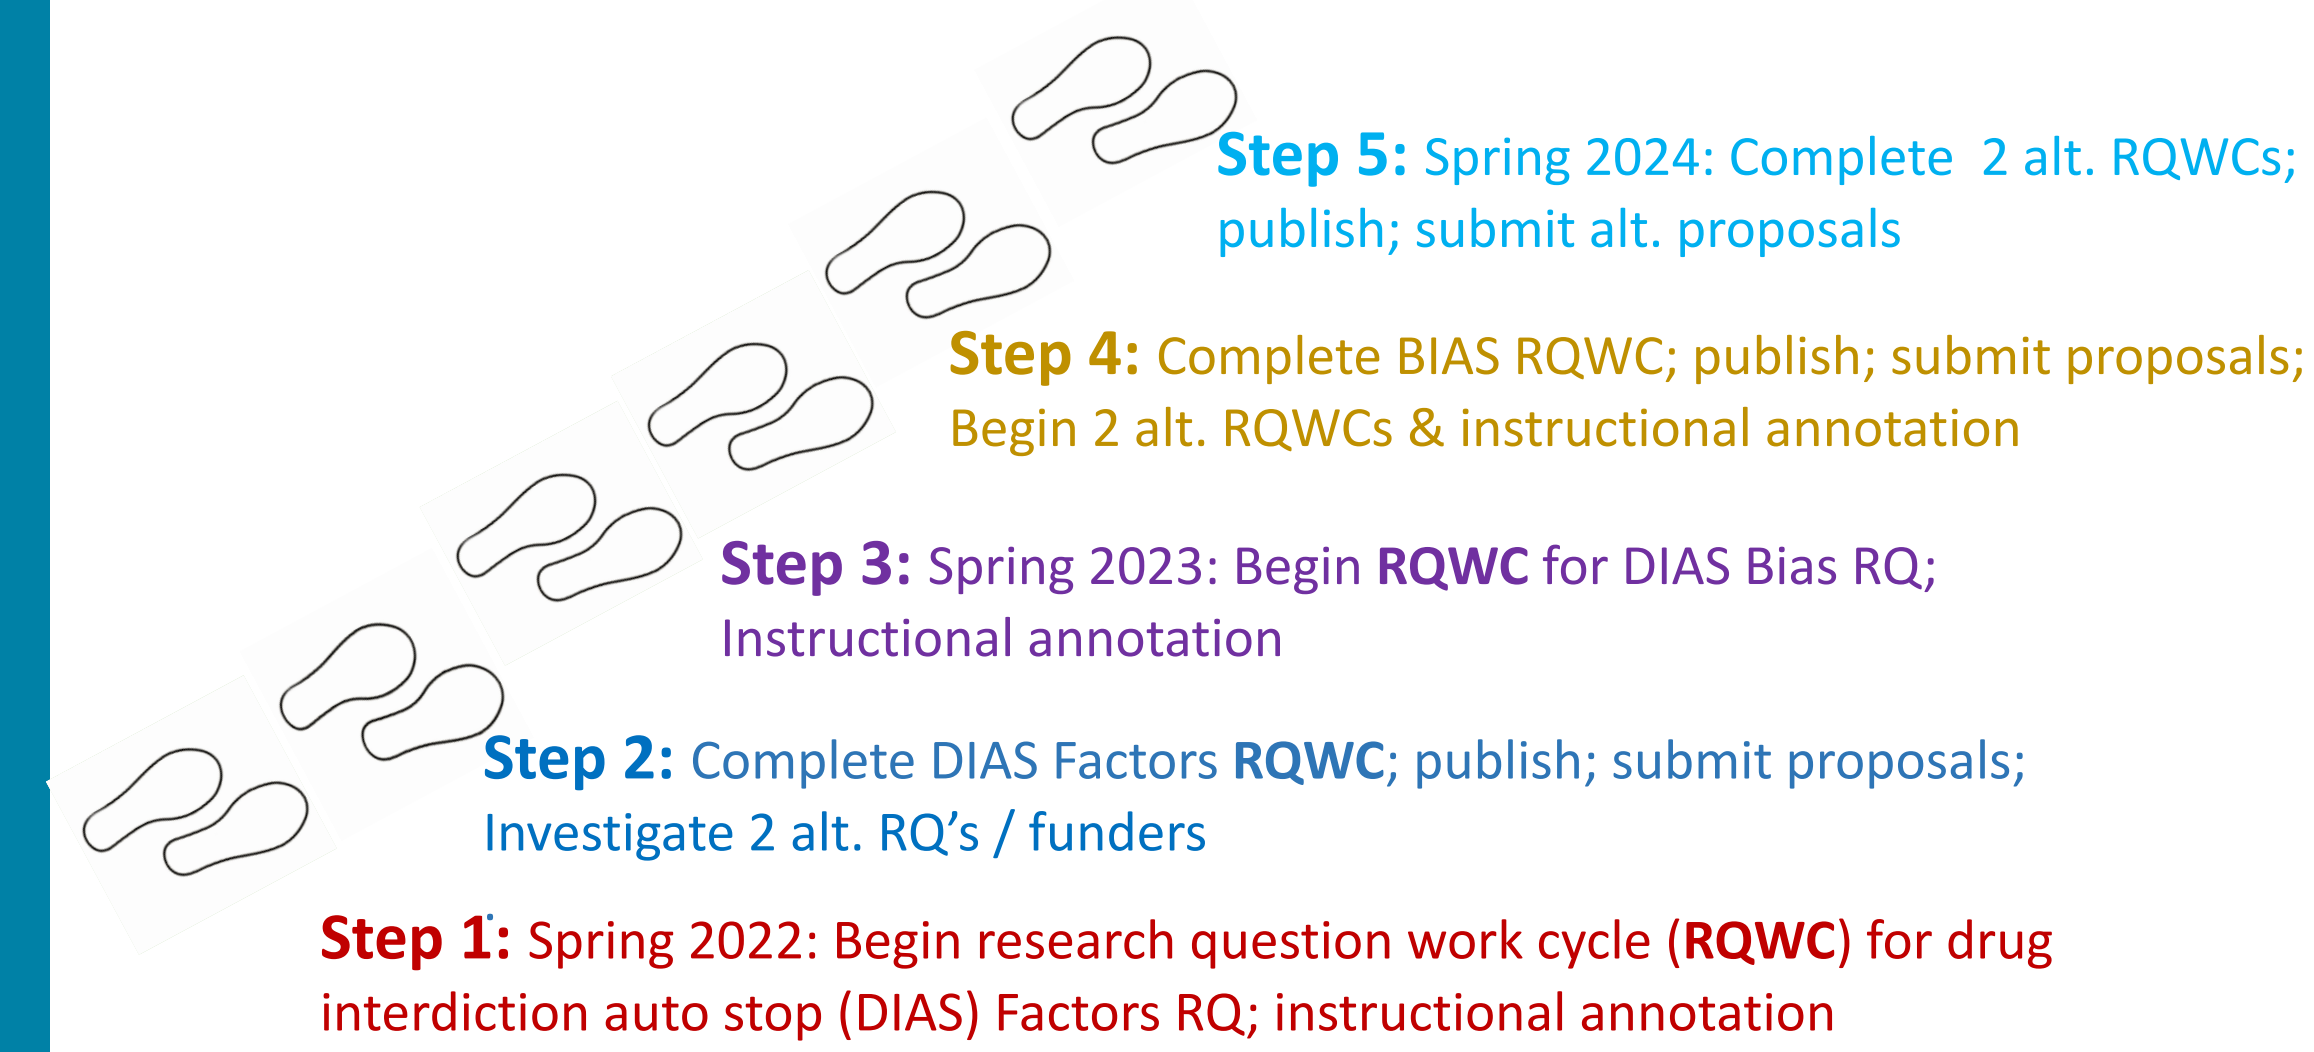 Step 5: Spring 2024: Complete  2 alt. RQWCs;
publish; submit alt. proposals
Step 4: Complete BIAS RQWC; publish; submit proposals;
Begin 2 alt. RQWCs & instructional annotation
Step 3: Spring 2023: Begin RQWC for DIAS Bias RQ;
Instructional annotation
Step 2: Complete DIAS Factors RQWC; publish; submit proposals;
Investigate 2 alt. RQ’s / funders
Step 1: Spring 2022: Begin research question work cycle (RQWC) for drug
interdiction auto stop (DIAS) Factors RQ; instructional annotation